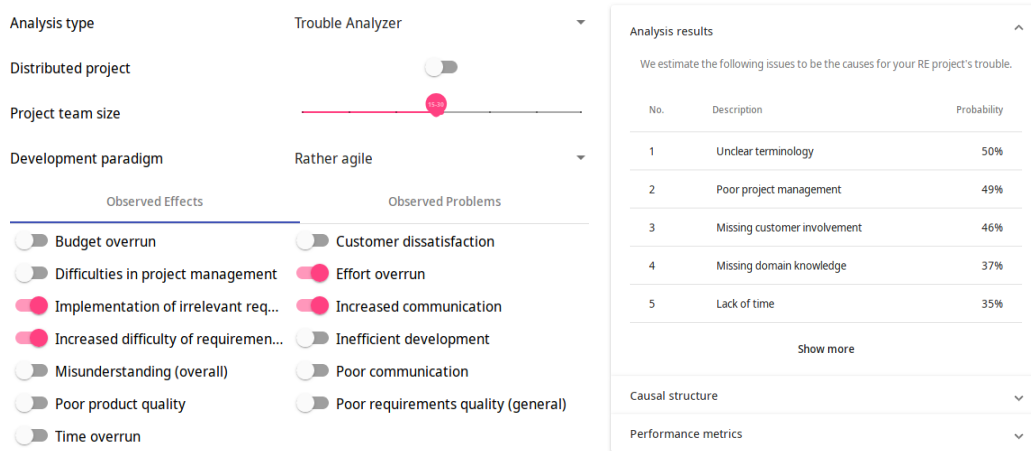 Analysis type
Trouble Analyzer
Distributed project
Project team size
15-30
Development paradigm
Rather agile
Observed Effects
Observed Problems
Budget overrun
Customer dissatisfaction
Difficulties in project management
Effort overrun
Implementation of irrelevant req...
Increased communication
Increased difficulty of requiremen...
Inefficient development
Misunderstanding (overall)
Poor communication
Poor product quality
Poor requirements quality (general)
Time overrun
Analysis results
We estimate the following issues to be the causes for your RE project's trouble.
No. Description Probability
1 Unclear terminology 50%
2 Poor project management 49%
3 Missing customer involvement 46%
4 Missing domain knowledge 37%
5 Lack of time 35%
Show more
Causal structure
Performance metrics